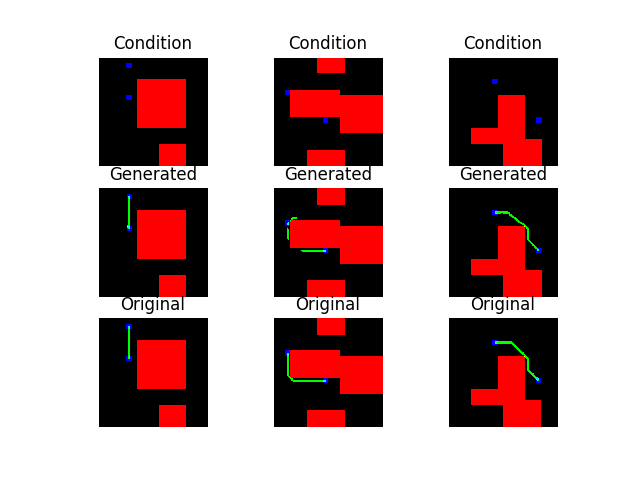 Condition Condition Condition
Generated Generated Generated
Original Original Original